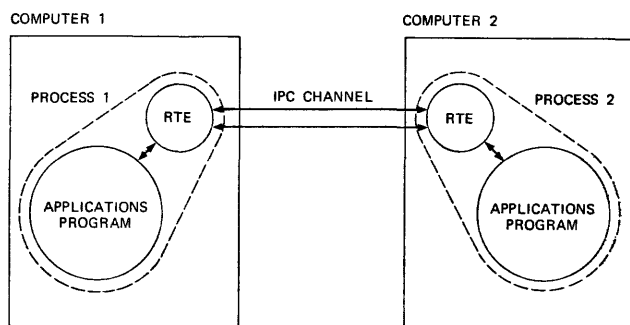 COMPUTER 1
COMPUTER 2
PROCESS 1
RTE
IPC CHANNEL
RTE
PROCESS 2
APPLICATIONS
PROGRAM
APPLICATIONS
PROGRAM